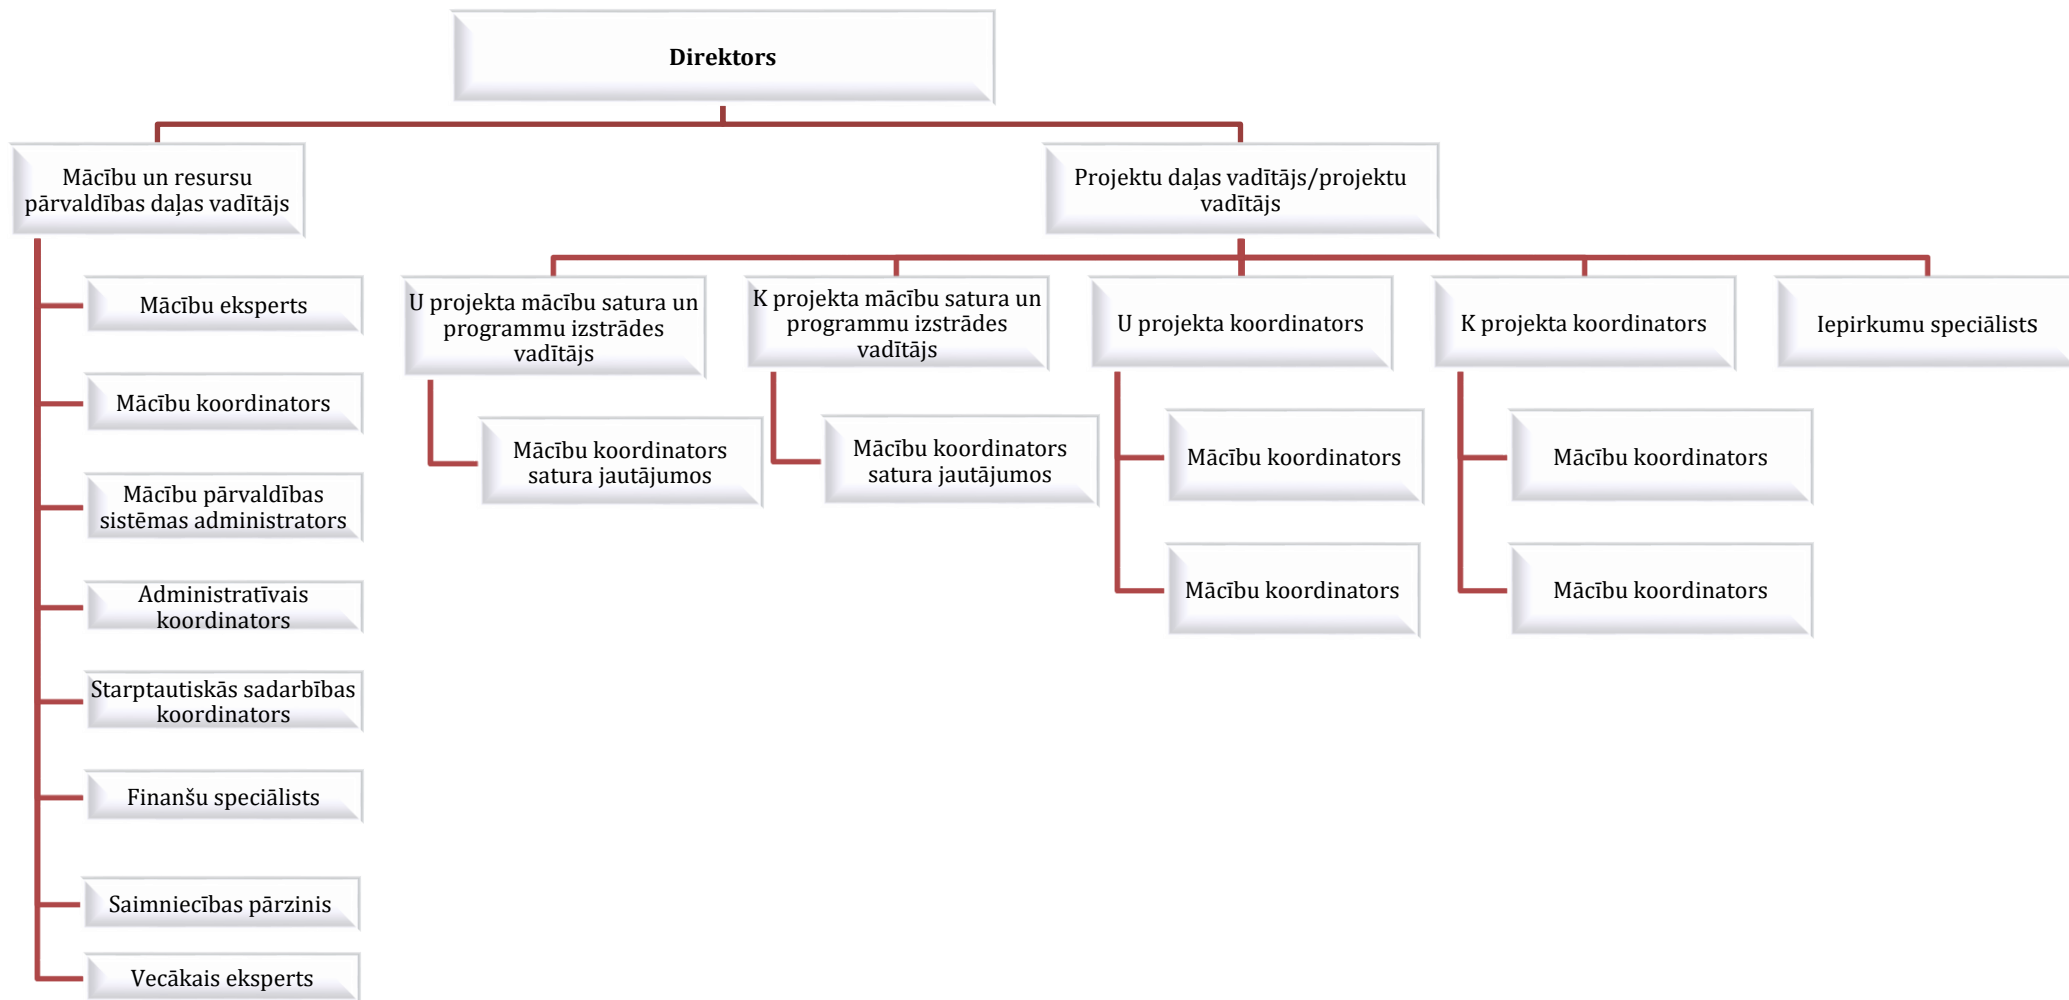 Direktors
Mācību un resursu
pārvaldības daļas vadītājs
Projektu daļas vadītājs/projektu
vadītājs
Mācību eksperts
Mācību koordinators
Mācību pārvaldības
sistēmas administrators
Administratīvais
koordinators
Starptautiskās sadarbības
koordinators
Finanšu speciālists
Saimniecības pārzinis
Vecākais eksperts
U projekta mācību satura un
programmu izstrādes
vadītājs
Mācību koordinators
satura jautājumos
K projekta mācību satura un
programmu izstrādes
vadītājs
Mācību koordinators
satura jautājumos
U projekta koordinators
Mācību koordinators
Mācību koordinators
K projekta koordinators
Mācību koordinators
Mācību koordinators
Iepirkumu speciālists